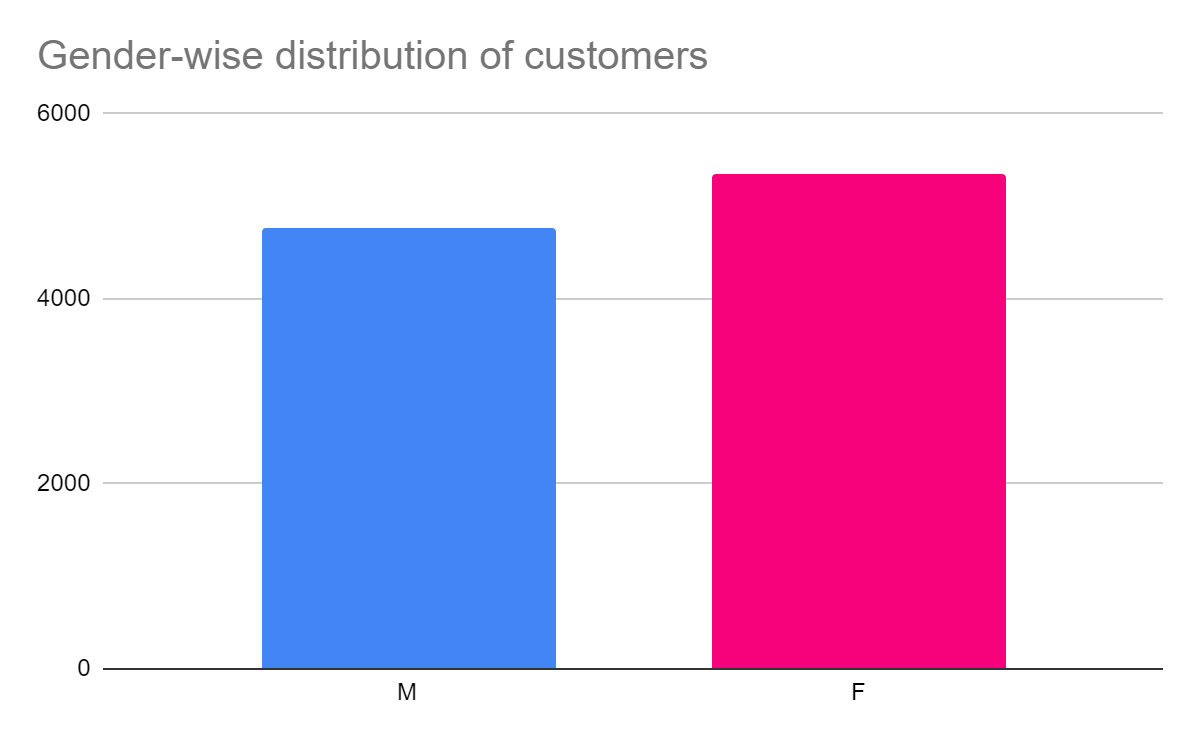 Gender-wise distribution of customers
6000
4000
2000
0
M
F